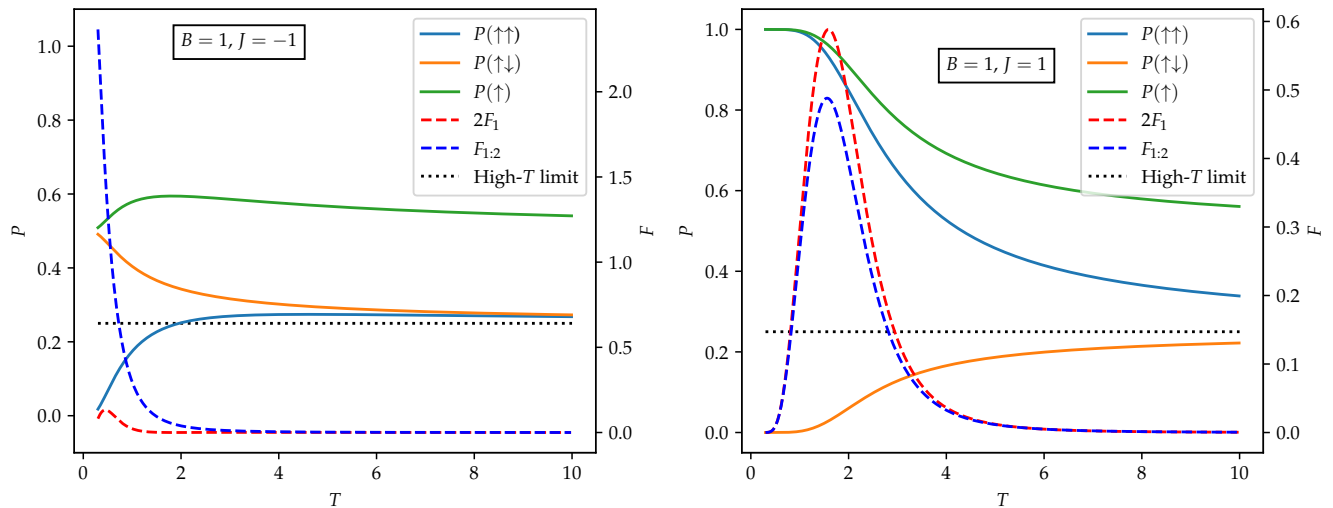 B = 1, J = −1
P(↑↑)
P(↑↓)
P(↑)
2F₁
F₁:₂
High-T limit
1.0
0.8
0.6
0.4
0.2
0.0
P
2.0
1.5
1.0
0.5
0.0
F
0 2 4 6 8 10
T
B = 1, J = 1
P(↑↑)
P(↑↓)
P(↑)
2F₁
F₁:₂
High-T limit
1.0
0.8
0.6
0.4
0.2
0.0
P
0.6
0.5
0.4
0.3
0.2
0.1
0.0
F
0 2 4 6 8 10
T